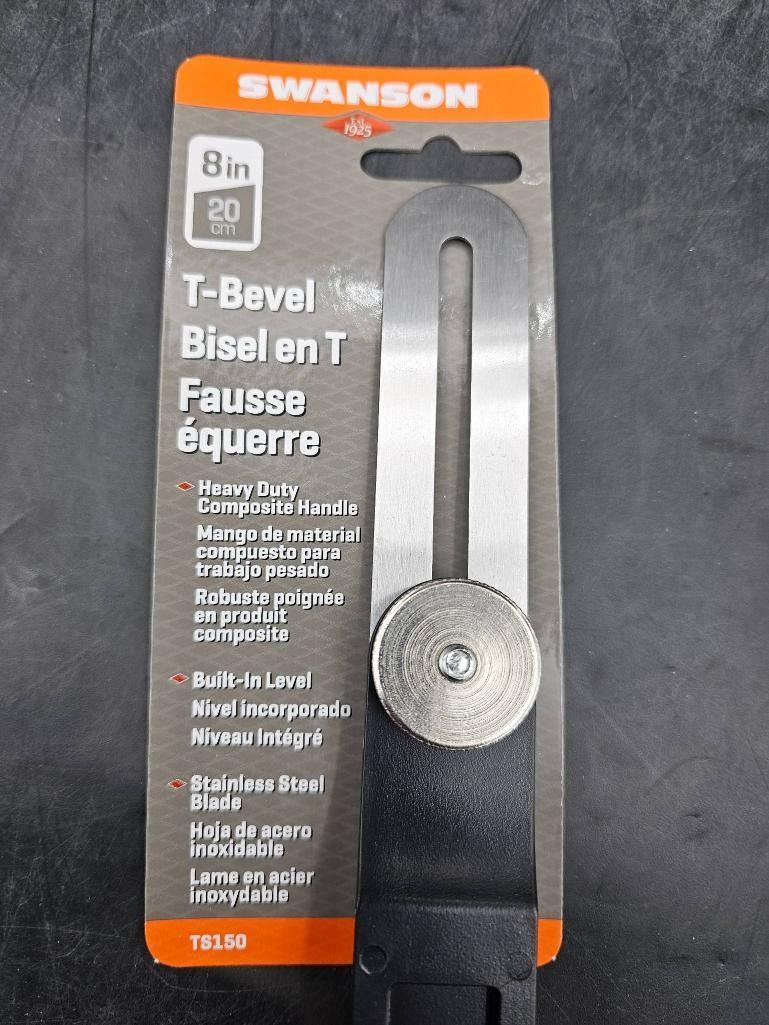 SWANSON
Est.
1925
8in
20
cm
T-Bevel
Bisel en T
Fausse
équerre
Heavy Duty
Composite Handle
Mango de material
compuesto para
trabajo pesado
Robuste poignée
en produit
composite
Built-In Level
Nivel incorporado
Niveau Intégré
Stainless Steel
Blade
Hoja de acero
inoxidable
Lame en acier
inoxydable
TS150